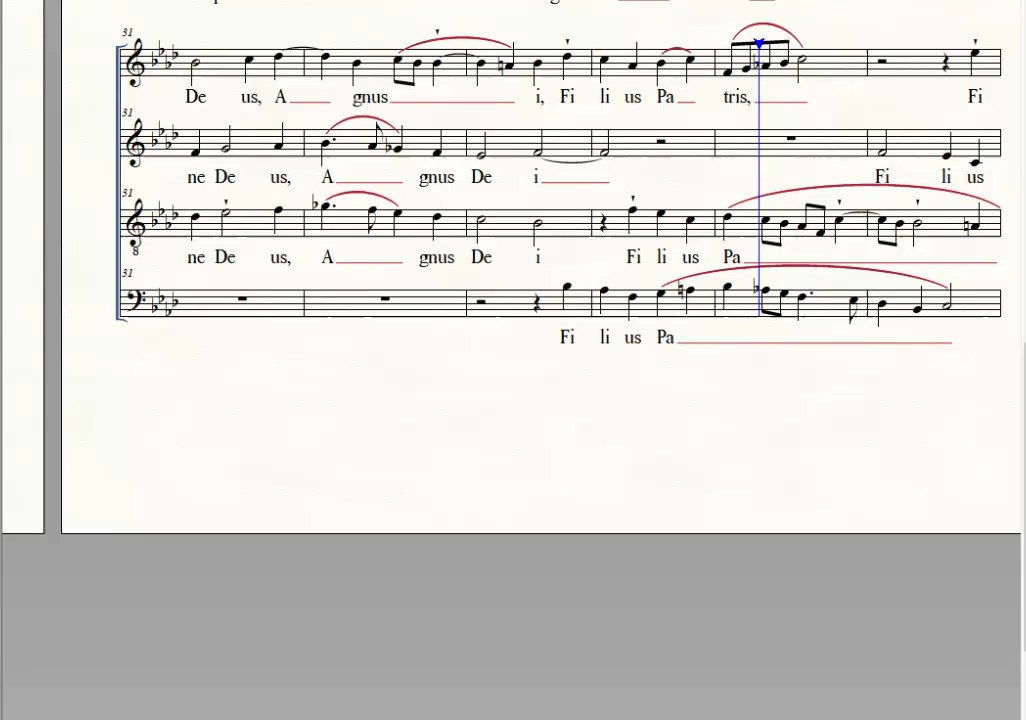 31
De us, A gnus i, Fi li us Pa tris, Fi
31
ne De us, A gnus De i Fi li us
31
8
ne De us, A gnus De i Fi li us Pa
31
Fi li us Pa